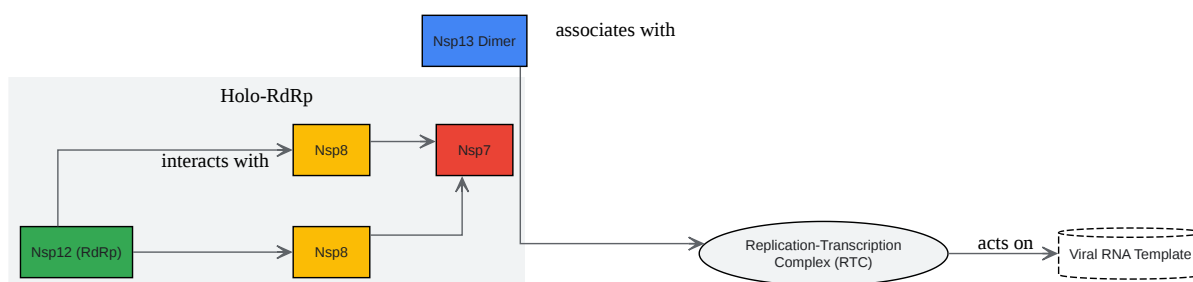 Nsp13 Dimer
associates with
Holo-RdRp
Nsp8
Nsp7
interacts with
Nsp12 (RdRp)
Nsp8
Replication-Transcription
Complex (RTC)
acts on
Viral RNA Template